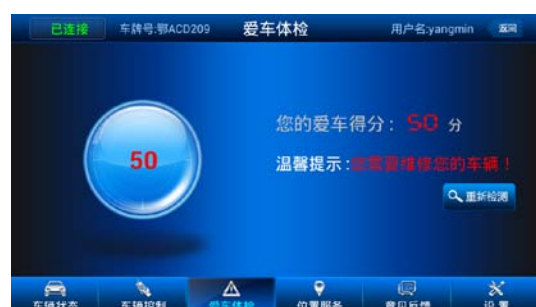 已连接 车牌号:鄂ACD209 爱车体检 用户名:yangmin 返回
您的爱车得分: 50 分
50
温馨提示:您需要维修您的车辆！
重新检测
车辆状态 车辆控制 爱车体检 位置服务 意见反馈 设置